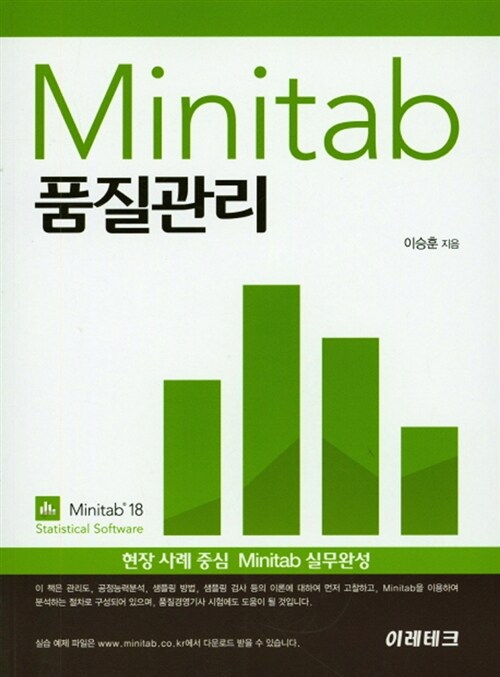 Minitab
품질관리
이승훈 지음
Minitab® 18
Statistical Software
현장 사례 중심 Minitab 실무완성
이 책은 관리도, 공정능력분석, 샘플링 방법, 샘플링 검사 등의 이론에 대하여 먼저 고찰하고, Minitab을 이용하여
분석하는 절차로 구성되어 있으며, 품질경영기사 시험에도 도움이 될 것입니다.
실습 예제 파일은 www.minitab.co.kr에서 다운로드 받을 수 있습니다.
이레테크